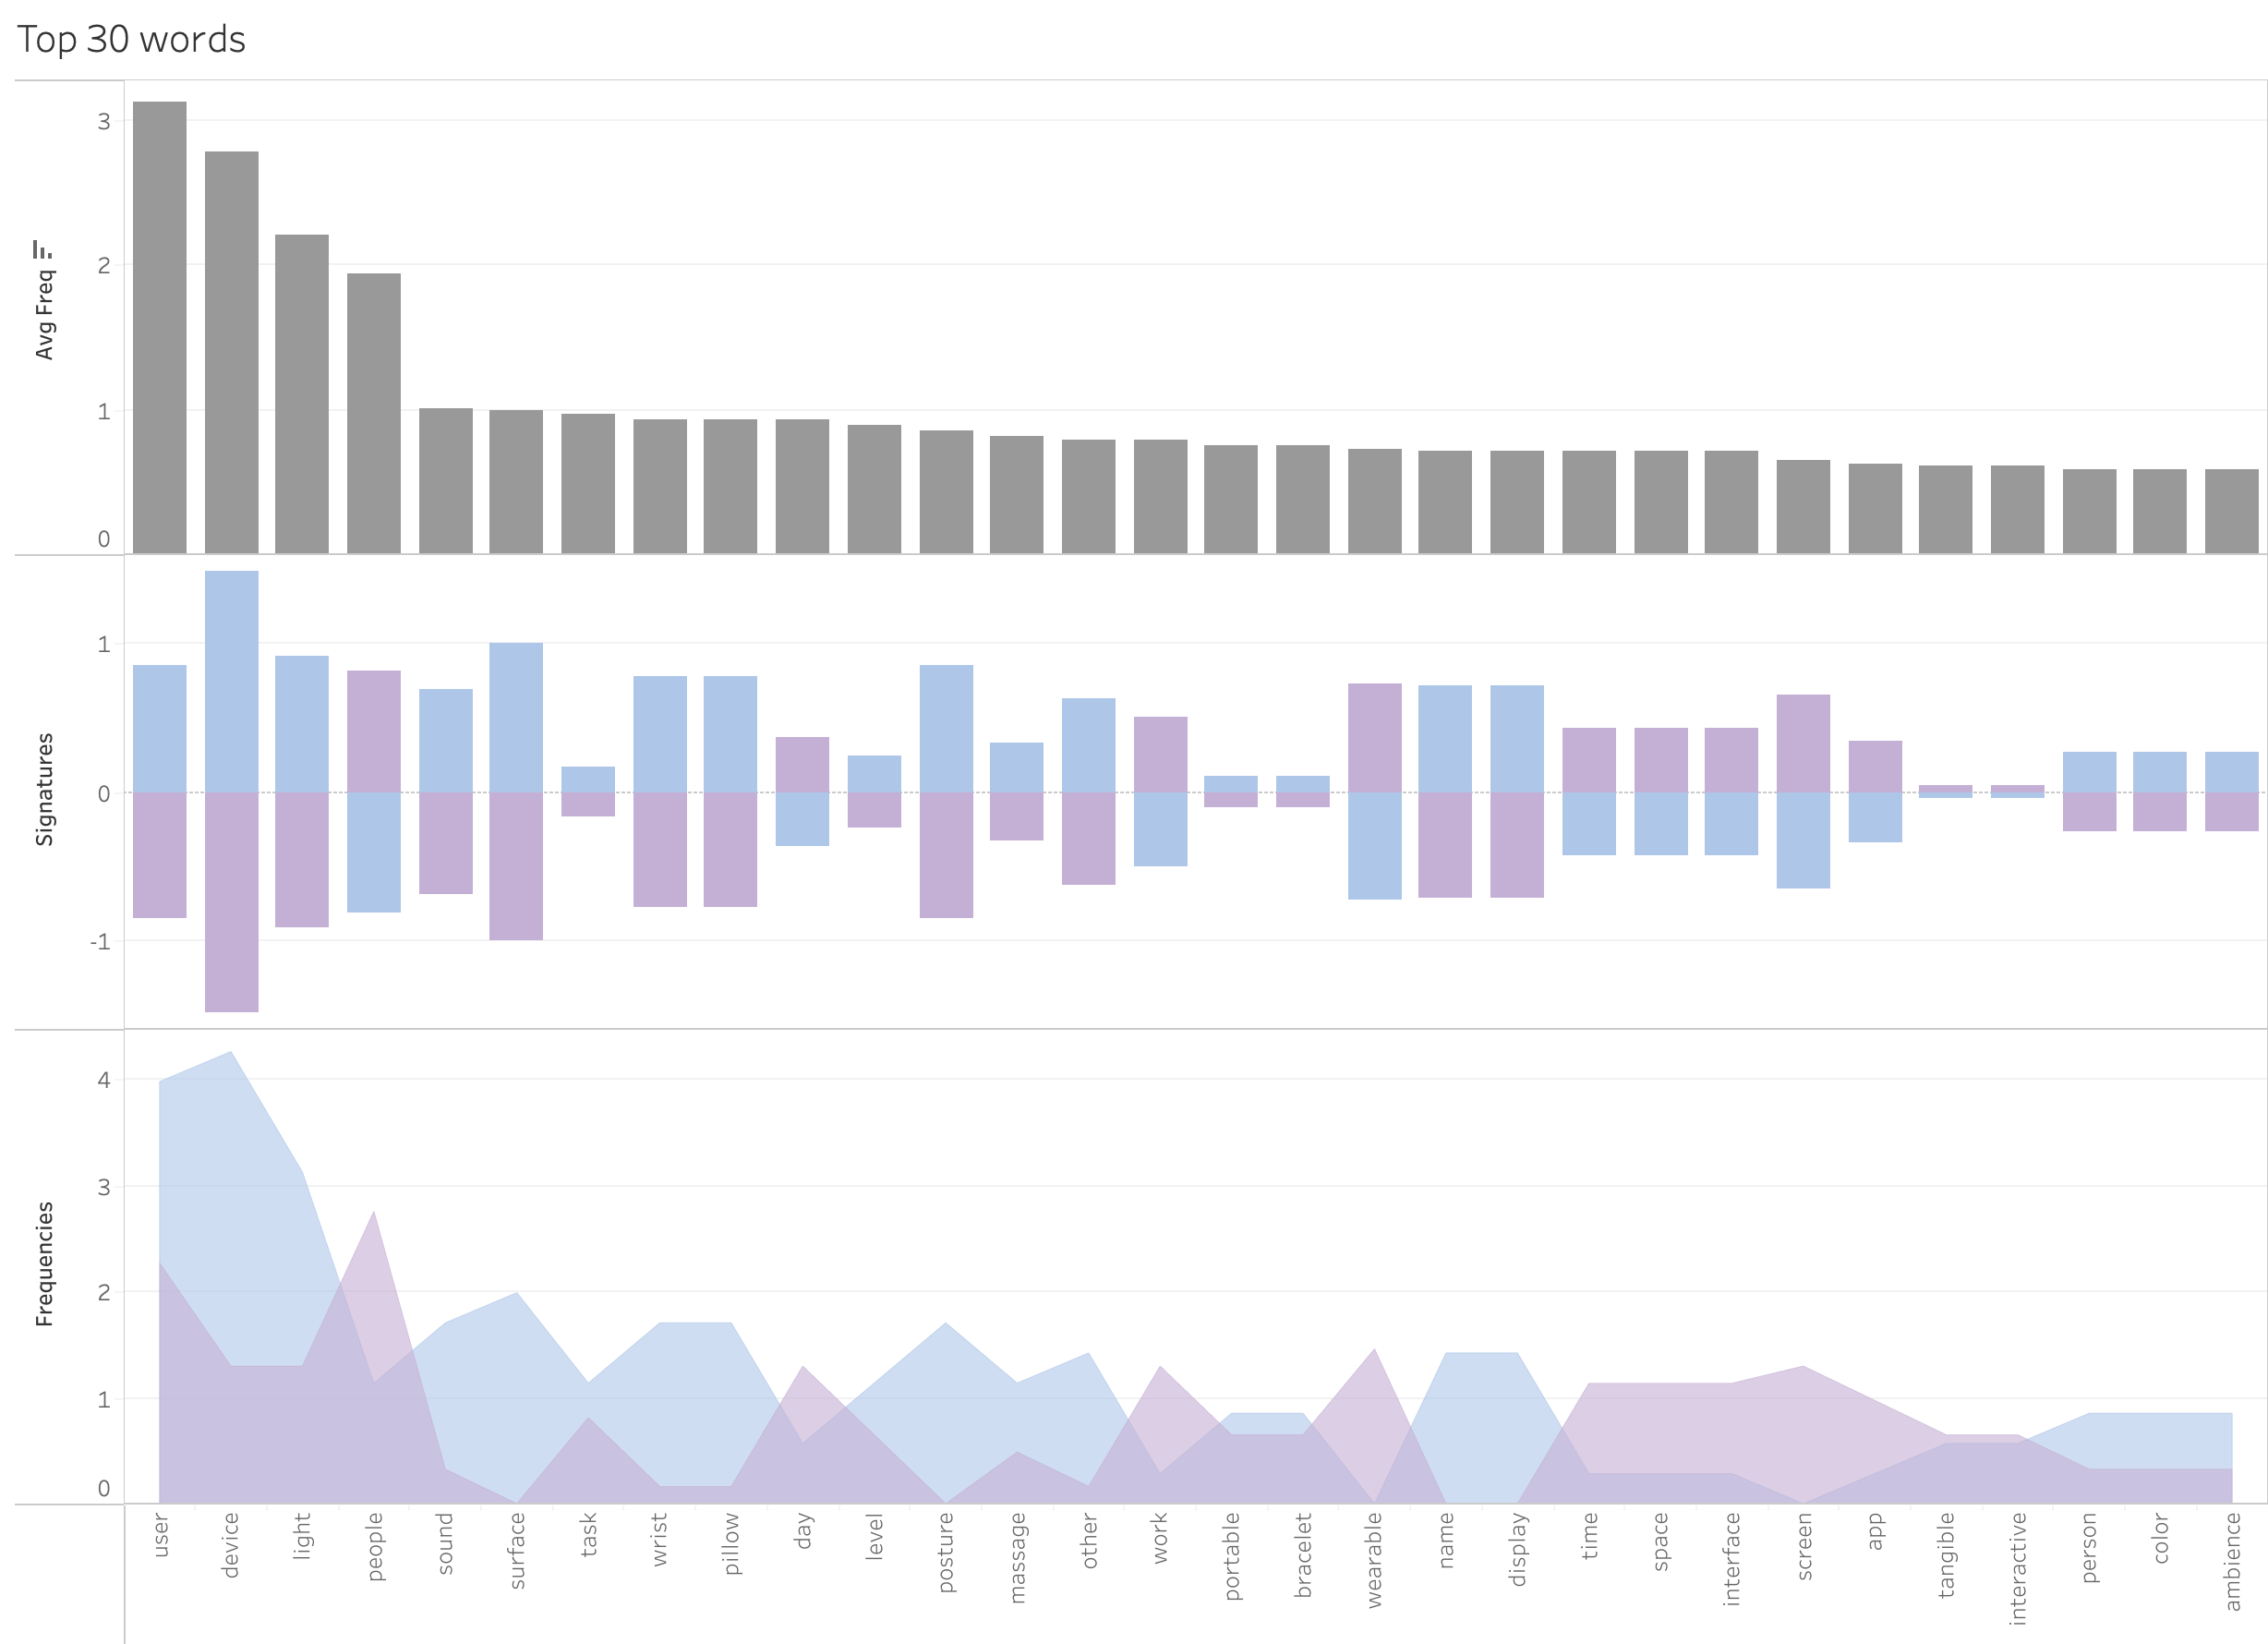 Top 30 words
Avg Freq
3
2
1
0
Signatures
1
0
-1
Frequencies
4
3
2
1
0
user
device
light
people
sound
surface
task
wrist
pillow
day
level
posture
massage
other
work
portable
bracelet
wearable
name
display
time
space
interface
screen
app
tangible
interactive
person
color
ambience